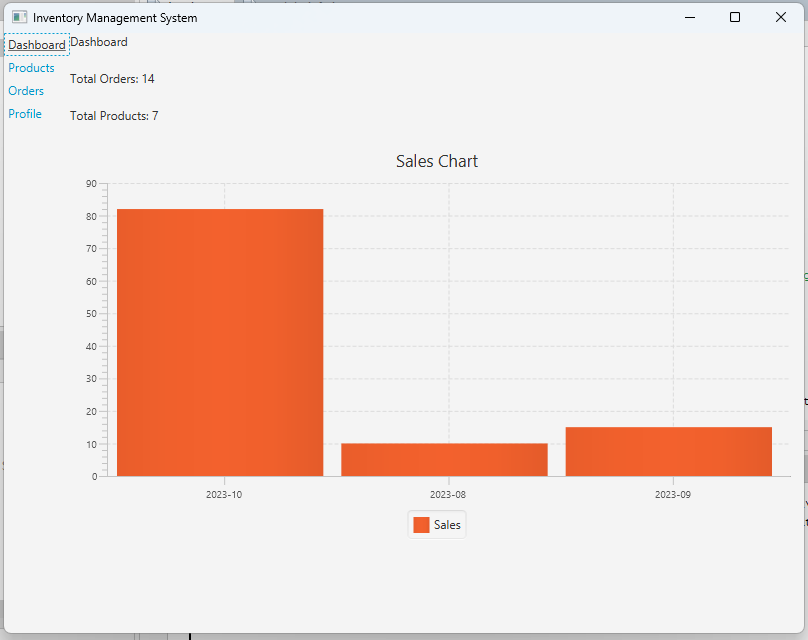 Inventory Management System
Dashboard
Products
Orders
Profile
Dashboard
Total Orders: 14
Total Products: 7
Sales Chart
90
80
70
60
50
40
30
20
10
0
2023-10 2023-08 2023-09
Sales